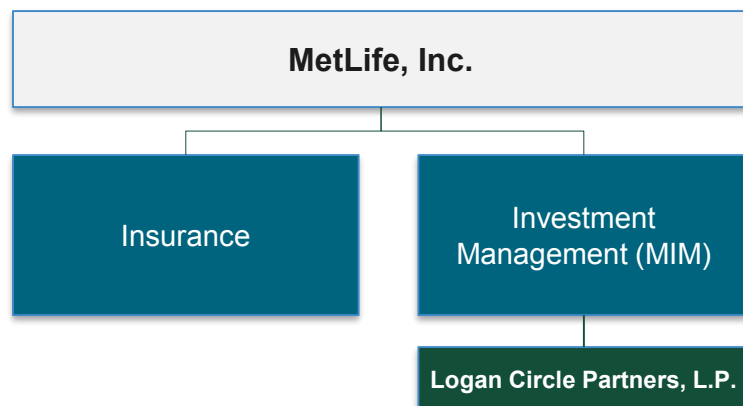 MetLife, Inc.
Insurance
Investment
Management (MIM)
Logan Circle Partners, L.P.